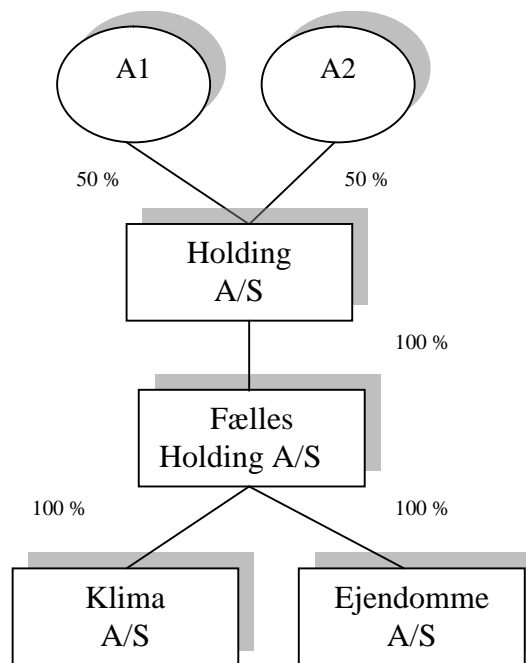 A1
A2
50 %
50 %
Holding
A/S
100 %
Fælles
Holding A/S
100 %
100 %
Klima
A/S
Ejendomme
A/S